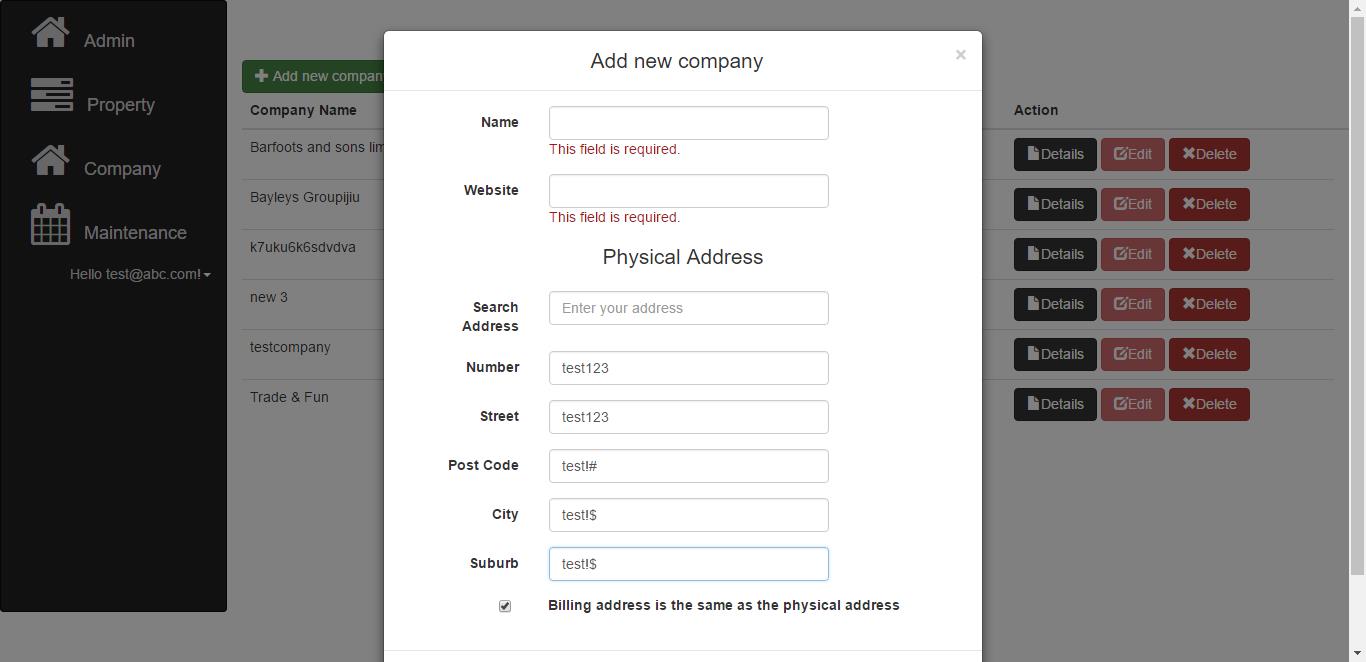 Admin
Property
Company
Maintenance
Hello test@abc.com!
Add new compan
Company Name
Action
Barfoots and sons lim
Details Edit Delete
Bayleys Groupijiu
Details Edit Delete
k7uku6k6sdvdva
Details Edit Delete
new 3
Details Edit Delete
testcompany
Details Edit Delete
Trade & Fun
Details Edit Delete
Add new company
×
Name
This field is required.
Website
This field is required.
Physical Address
Search
Address
Enter your address
Number
test123
Street
test123
Post Code
test!#
City
test!$
Suburb
test!$
Billing address is the same as the physical address